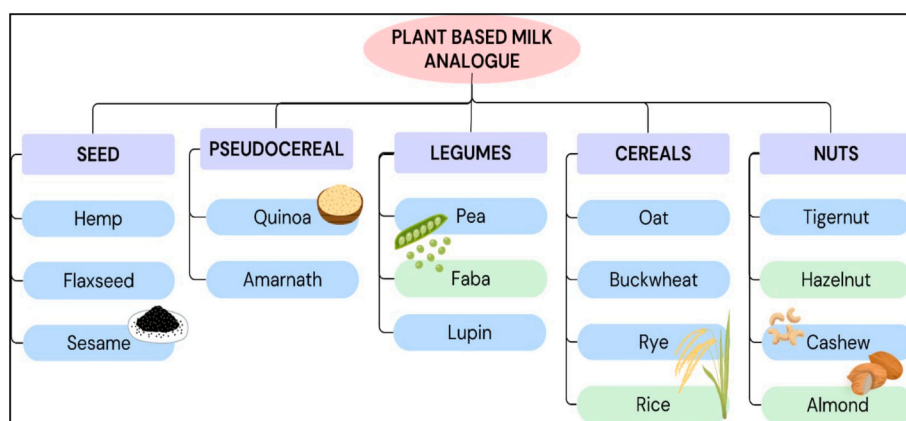 PLANT BASED MILK
ANALOGUE
SEED
Hemp
Flaxseed
Sesame
PSEUDOCEREAL
Quinoa
Amarnath
LEGUMES
Pea
Faba
Lupin
CEREALS
Oat
Buckwheat
Rye
Rice
NUTS
Tigernut
Hazelnut
Cashew
Almond